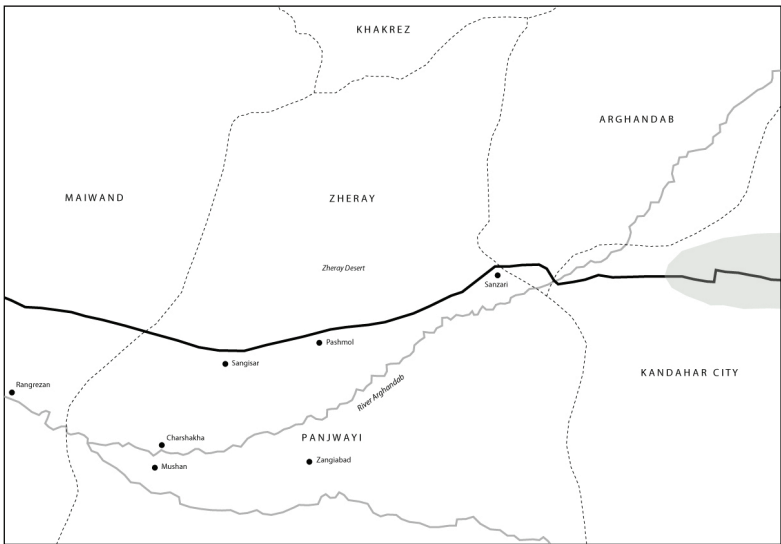 KHAKREZ
ARGHANDAB
MAIWAND
ZHERAY
Zheray Desert
Sanzari
Pashmol
Sangisar
KANDAHAR CITY
Rangrezan
River Arghandab
Charshakha
PANJWAYI
Mushan
Zangiabad